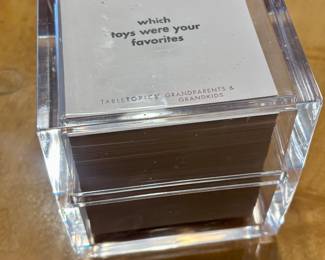 which
toys were your
favorites
TABLETOPICS GRANDPARENTS &
GRANDKIDS